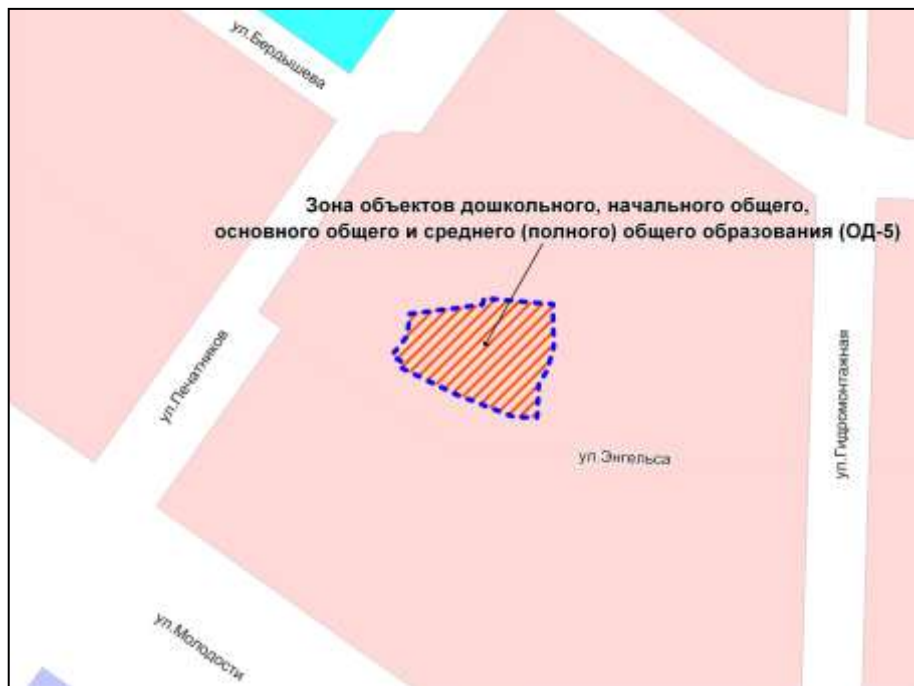 ул.Бердышева
Зона объектов дошкольного, начального общего,
основного общего и среднего (полного) общего образования (ОД-5)
ул.Печатников
ул.Гидромонтажная
ул.Энгельса
ул.Молодости